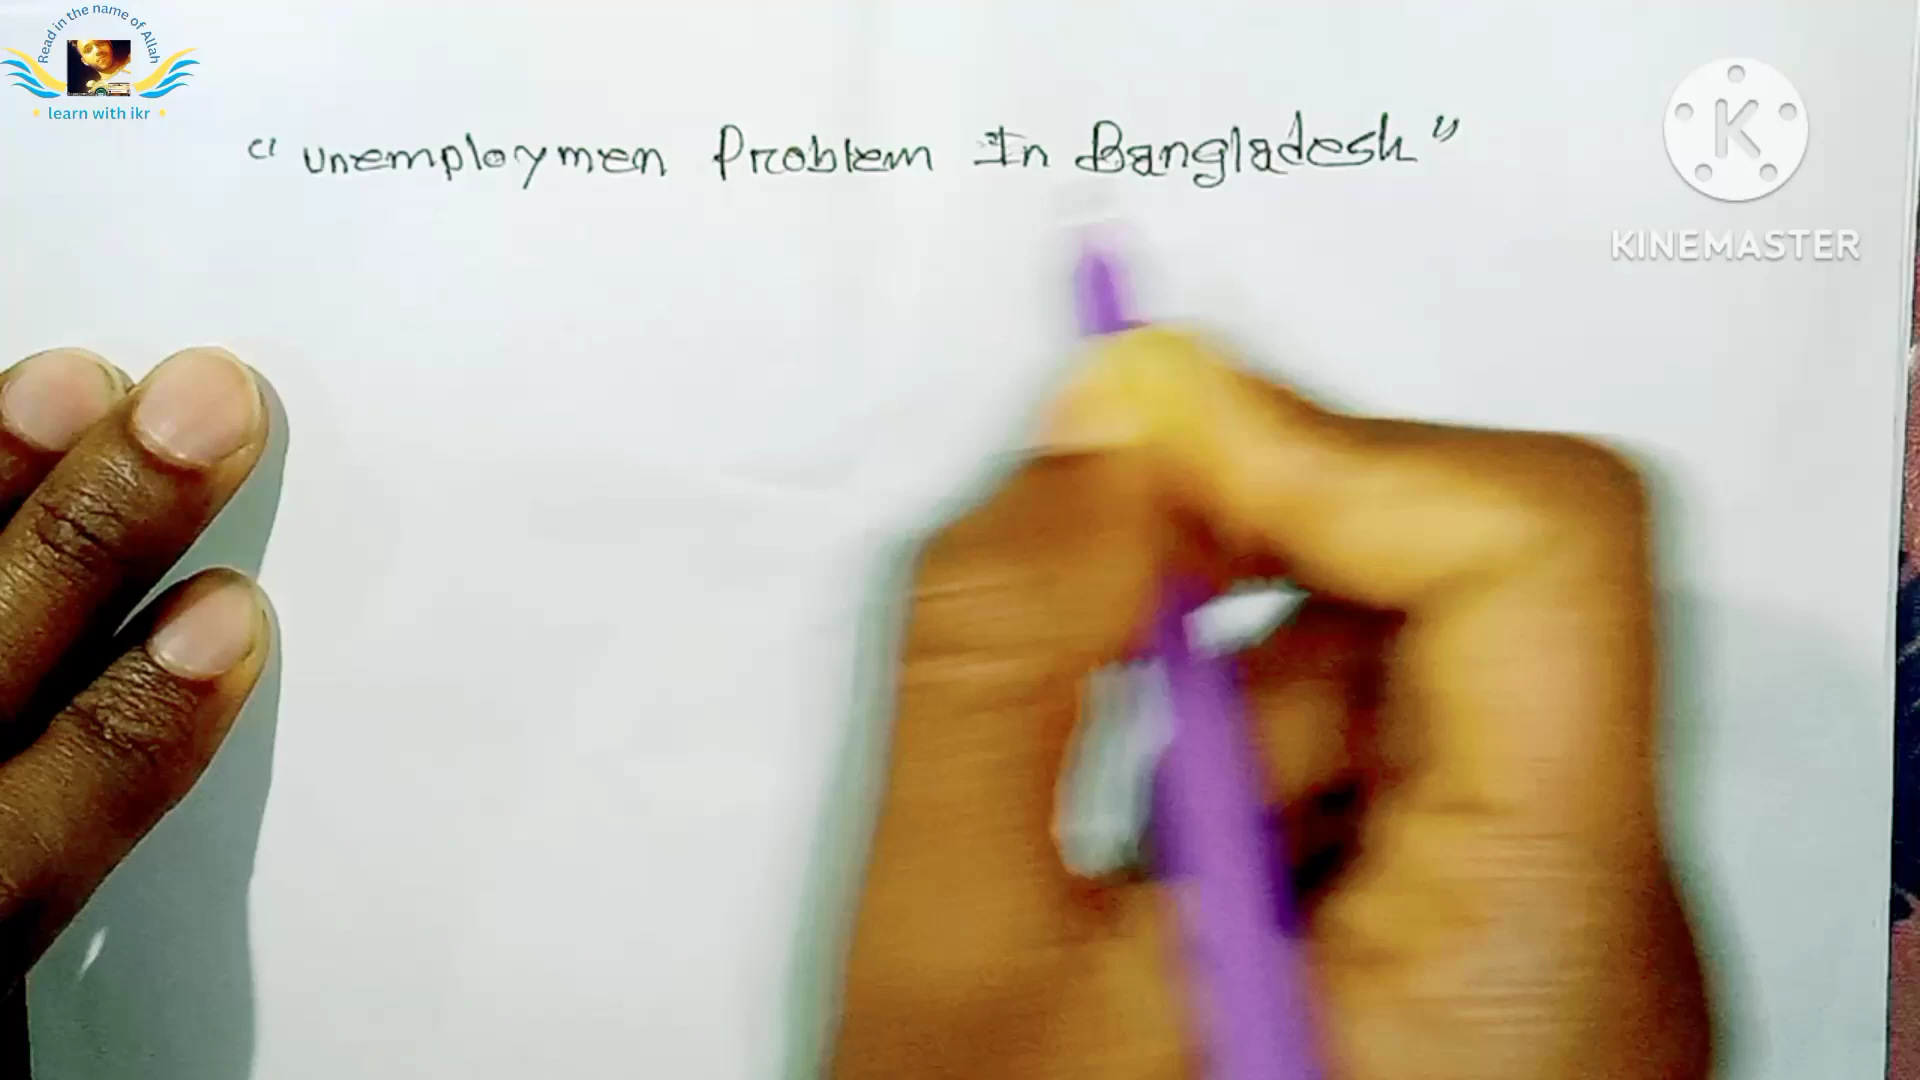 Read in the name of Allah
learn with ikr
"Unemploymen Problem In Bangladesh"
K
KINEMASTER